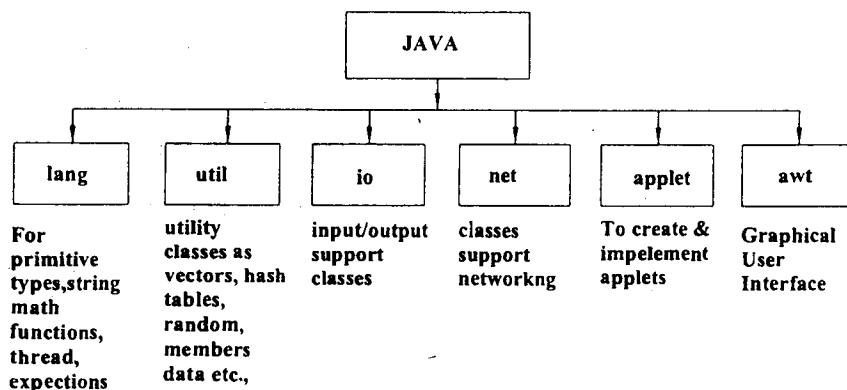 JAVA
lang
util
io
net
applet
awt
For
primitive
types,string
math
functions,
thread,
expections
utility
classes as
vectors, hash
tables,
random,
members
data etc.,
input/output
support
classes
classes
support
networkng
To create &
impelement
applets
Graphical
User
Interface